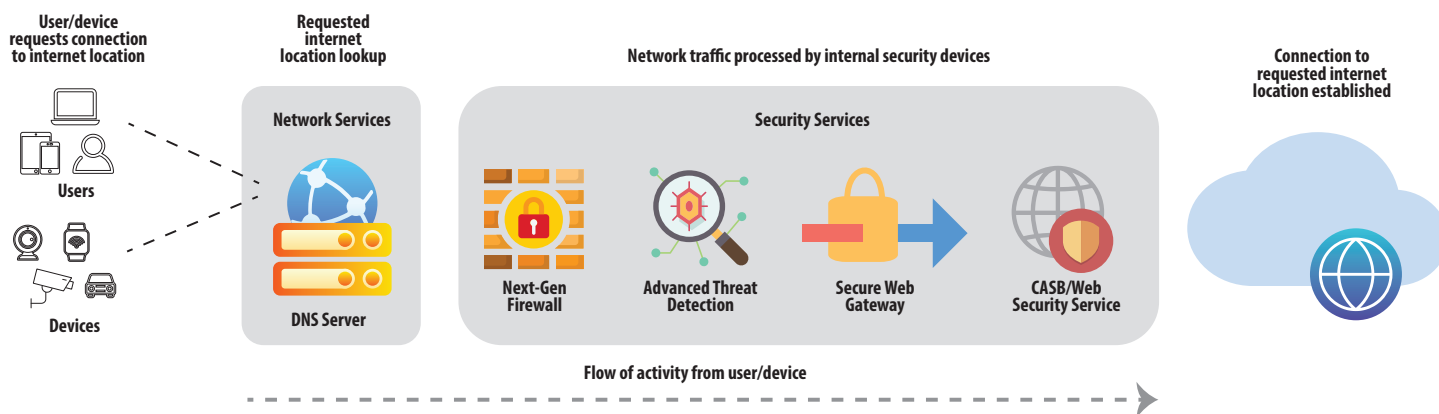 User/device
requests connection
to internet location
Requested
internet
location lookup
Network traffic processed by internal security devices
Connection to
requested internet
location established
Network Services
Security Services
Users
Devices
DNS Server
Next-Gen
Firewall
Advanced Threat
Detection
Secure Web
Gateway
CASB/Web
Security Service
Flow of activity from user/device